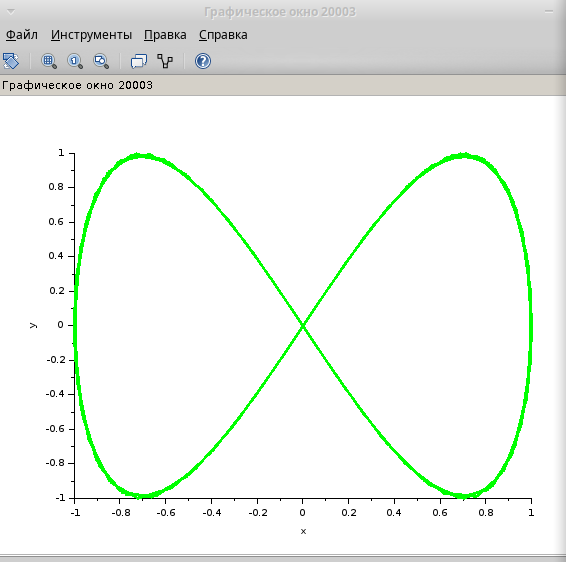 Графическое окно 20003
Файл Инструменты Правка Справка
Графическое окно 20003
1
0.8
0.6
0.4
0.2
0
-0.2
-0.4
-0.6
-0.8
-1
y
-1 -0.8 -0.6 -0.4 -0.2 0 0.2 0.4 0.6 0.8 1
x